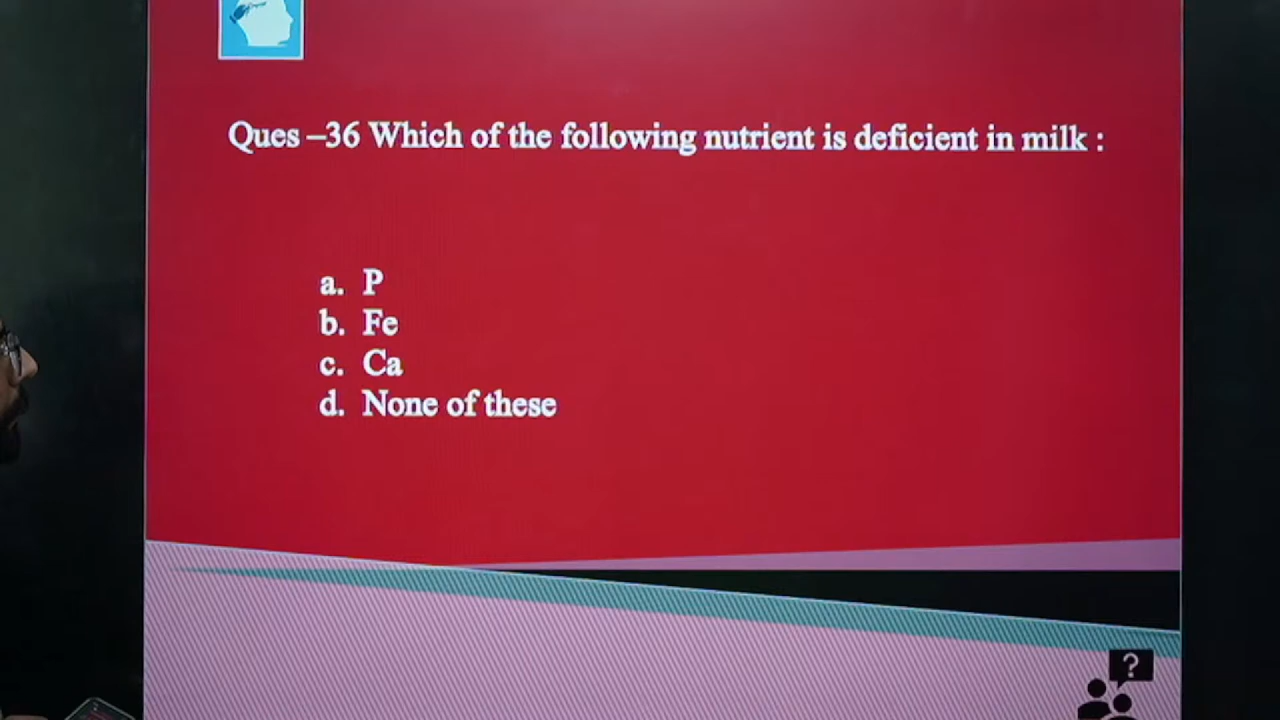 Ques –36 Which of the following nutrient is deficient in milk :
a. P
b. Fe
c. Ca
d. None of these
?